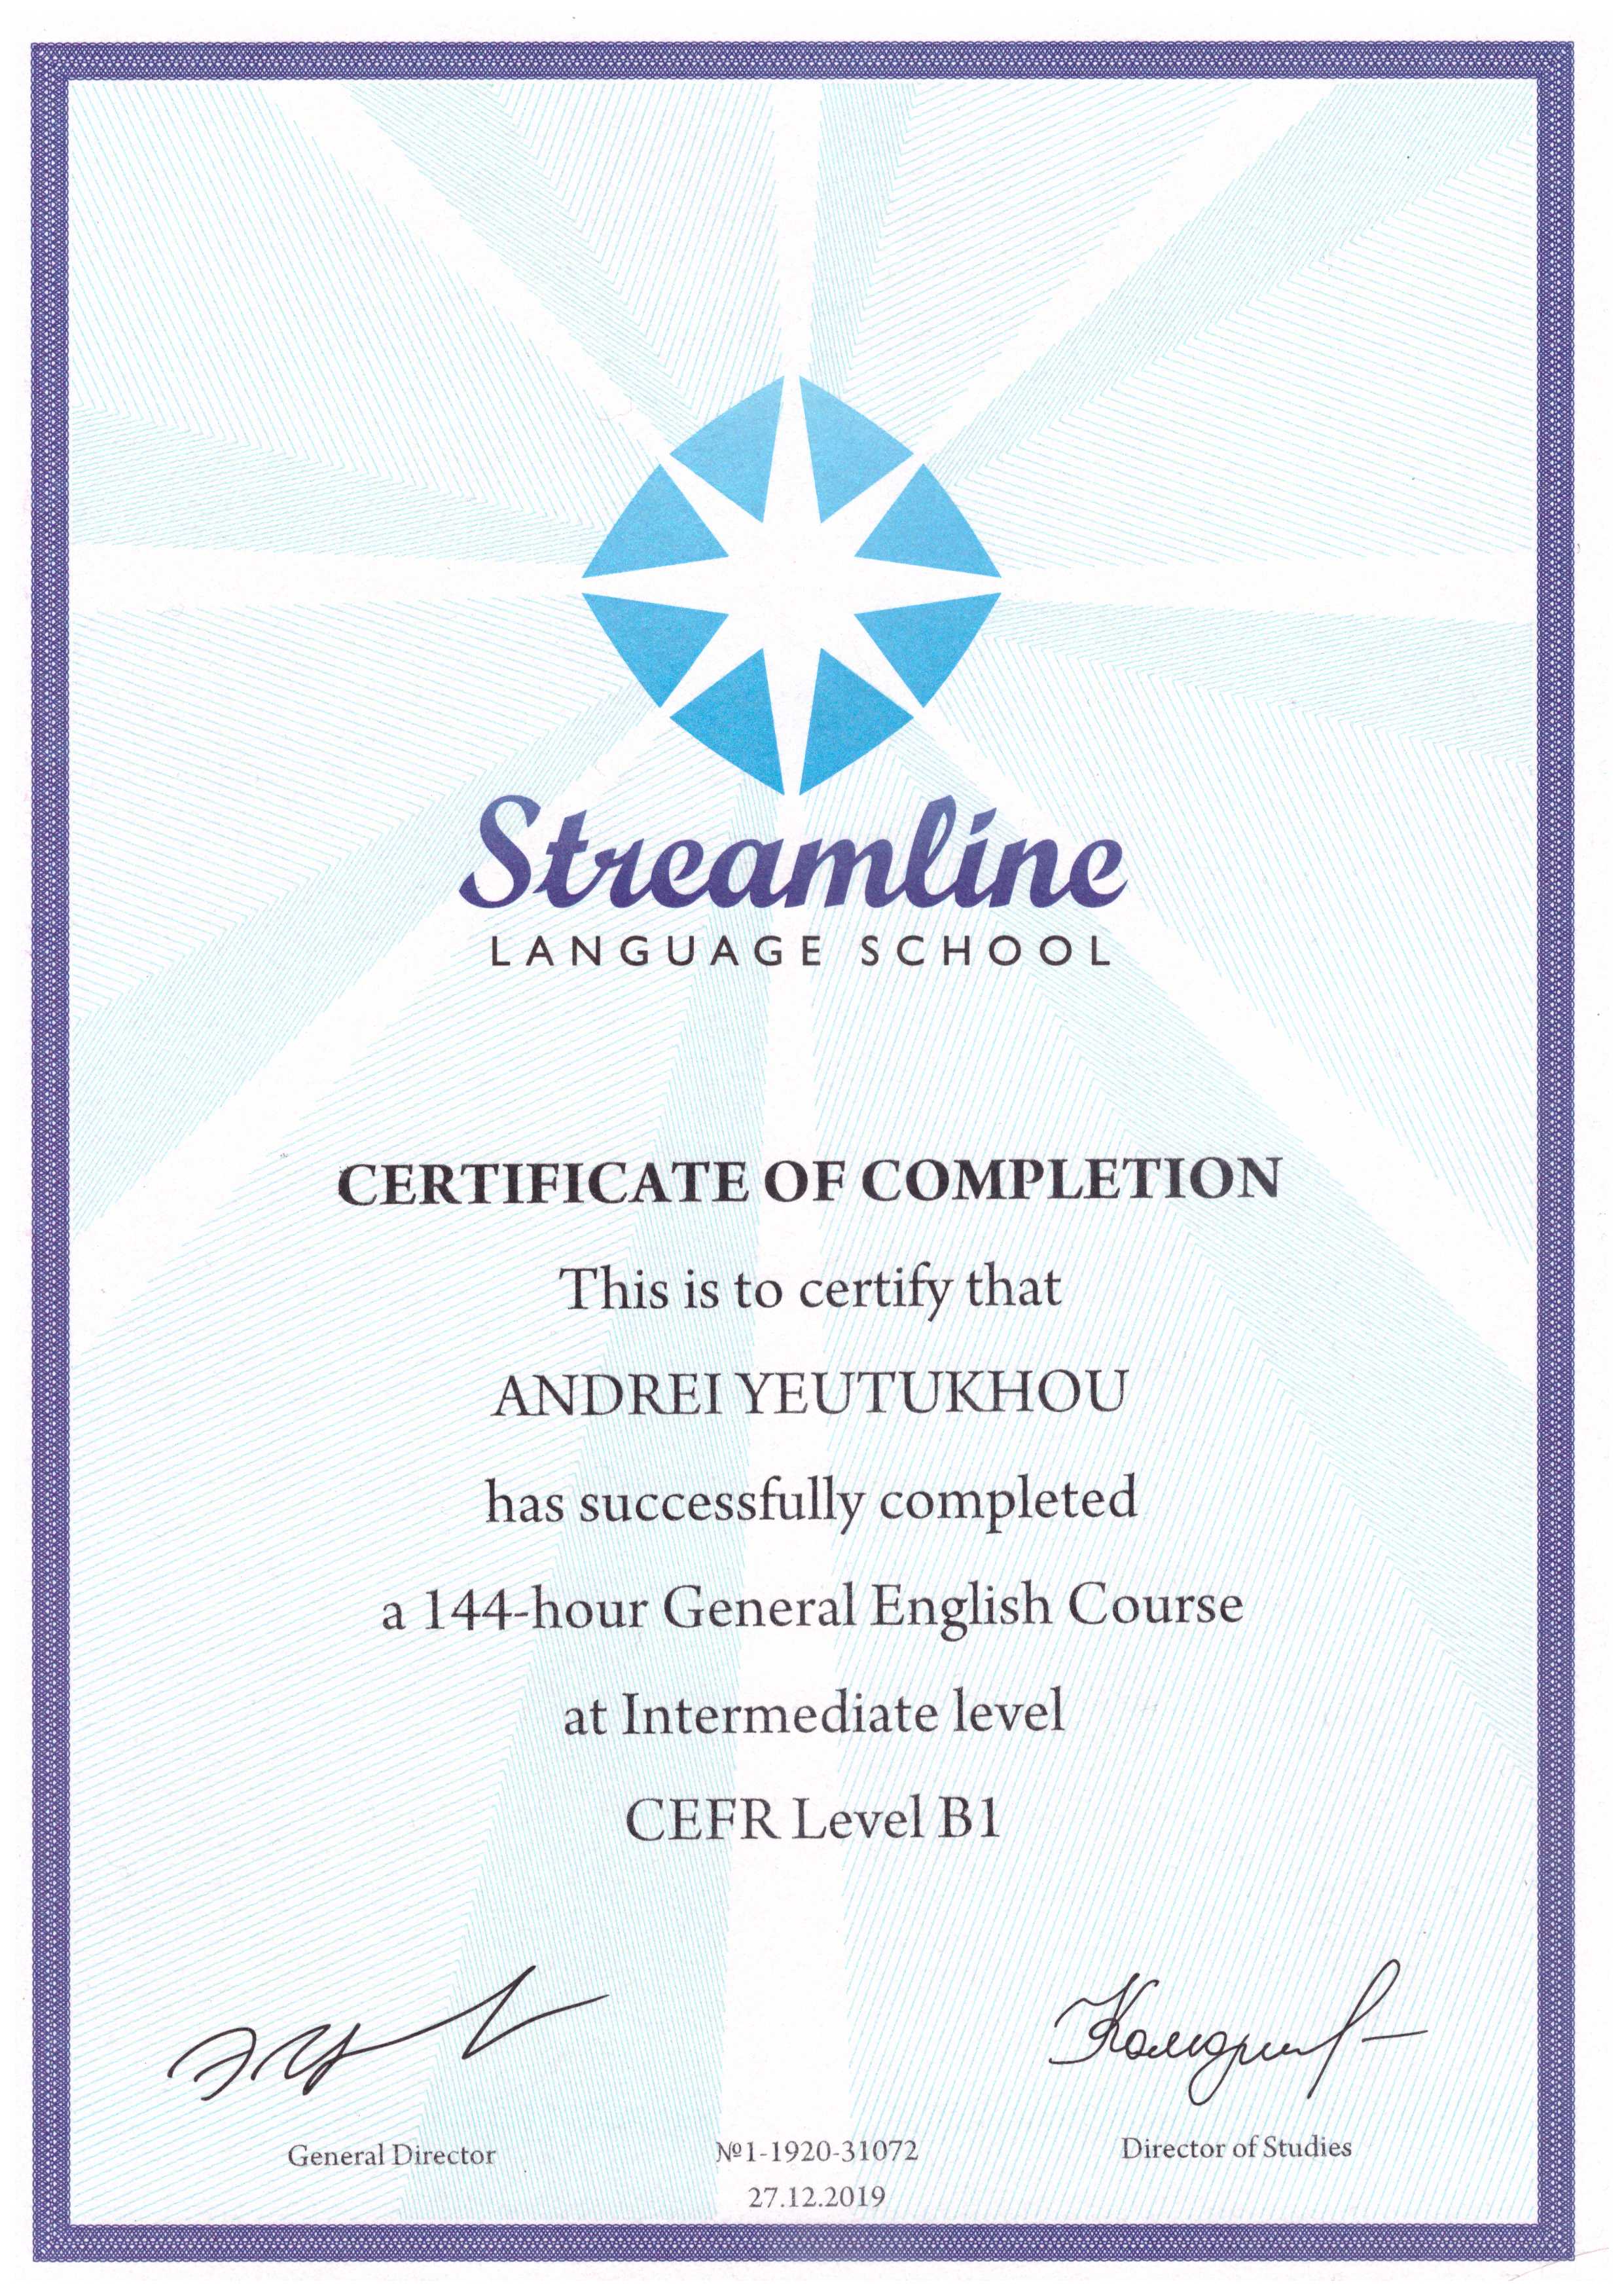 Streamline
LANGUAGE SCHOOL
CERTIFICATE OF COMPLETION
This is to certify that
ANDREI YEUTUKHOU
has successfully completed
a 144-hour General English Course
at Intermediate level
CEFR Level B1
General Director
№1-1920-31072
Director of Studies
27.12.2019